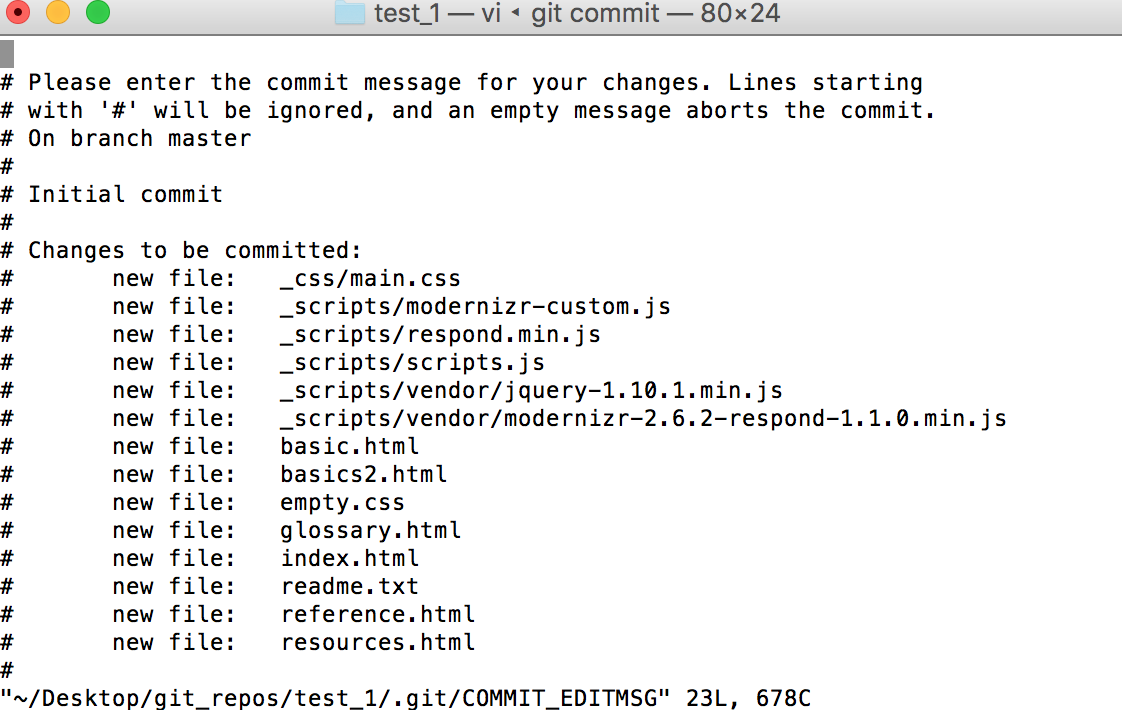 test_1 — vi ◂ git commit — 80×24
# Please enter the commit message for your changes. Lines starting
# with '#' will be ignored, and an empty message aborts the commit.
# On branch master
#
# Initial commit
#
# Changes to be committed:
#       new file:   _css/main.css
#       new file:   _scripts/modernizr-custom.js
#       new file:   _scripts/respond.min.js
#       new file:   _scripts/scripts.js
#       new file:   _scripts/vendor/jquery-1.10.1.min.js
#       new file:   _scripts/vendor/modernizr-2.6.2-respond-1.1.0.min.js
#       new file:   basic.html
#       new file:   basics2.html
#       new file:   empty.css
#       new file:   glossary.html
#       new file:   index.html
#       new file:   readme.txt
#       new file:   reference.html
#       new file:   resources.html
#
"~/Desktop/git_repos/test_1/.git/COMMIT_EDITMSG" 23L, 678C